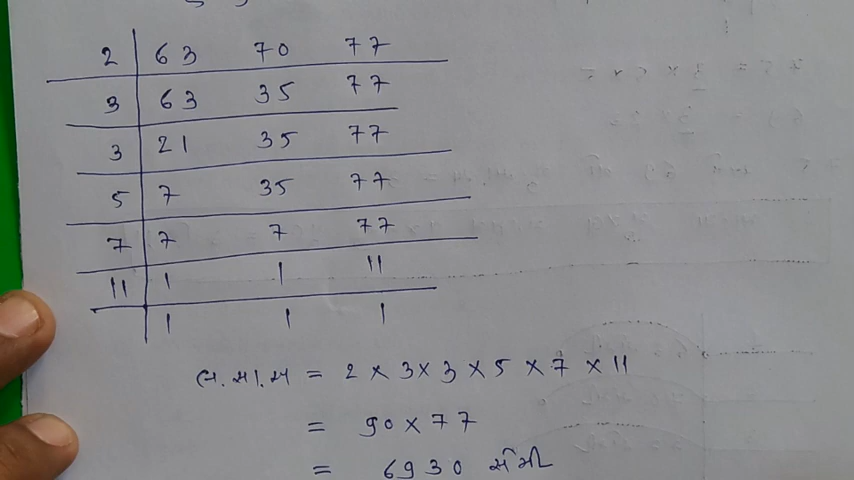 2 | 63 70 77
3 | 63 35 77
3 | 21 35 77
5 | 7 35 77
7 | 7 7 77
11 | 1 1 11
1 1 1
લ.સા.અ = 2 × 3 × 3 × 5 × 7 × 11
= 90 × 77
= 6930 સેમી